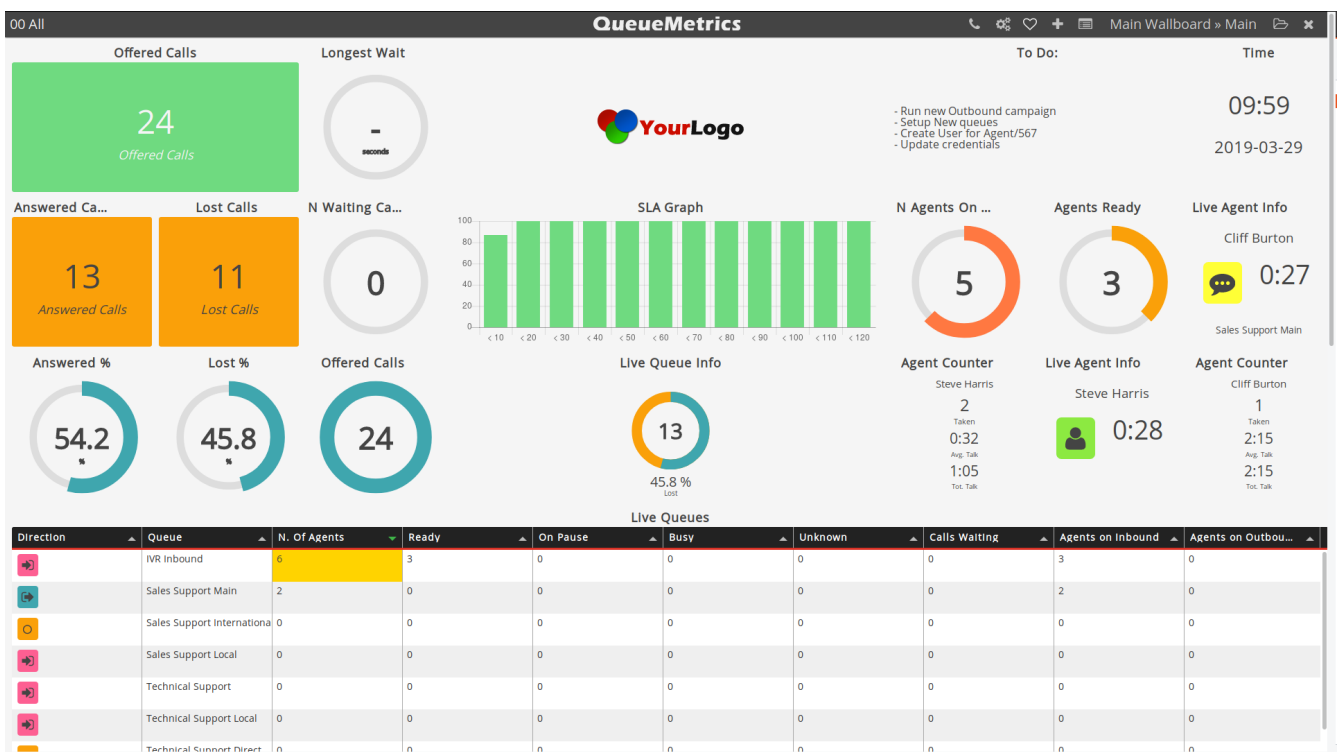 00 All
QueueMetrics
Main Wallboard » Main
Offered Calls
24
Offered Calls
Longest Wait
-
seconds
YourLogo
To Do:
- Run new Outbound campaign
- Setup New queues
- Create User for Agent/567
- Update credentials
Time
09:59
2019-03-29
Answered Ca...
13
Answered Calls
Lost Calls
11
Lost Calls
N Waiting Ca...
0
SLA Graph
100
80
60
40
20
0
< 10 < 20 < 30 < 40 < 50 < 60 < 70 < 80 < 90 < 100 < 110 < 120
N Agents On ...
5
Agents Ready
3
Live Agent Info
Cliff Burton
0:27
Sales Support Main
Answered %
54.2
%
Lost %
45.8
%
Offered Calls
24
Live Queue Info
13
45.8 %
Lost
Agent Counter
Steve Harris
2
Taken
0:32
Avg. Talk
1:05
Tot. Talk
Live Agent Info
Steve Harris
0:28
Agent Counter
Cliff Burton
1
Taken
2:15
Avg. Talk
2:15
Tot. Talk
Live Queues
Direction Queue N. Of Agents Ready On Pause Busy Unknown Calls Waiting Agents on Inbound Agents on Outbou...
IVR Inbound 6 3 0 0 0 0 3 0
Sales Support Main 2 0 0 0 0 0 2 0
Sales Support Internationa 0 0 0 0 0 0 0 0
Sales Support Local 0 0 0 0 0 0 0 0
Technical Support 0 0 0 0 0 0 0 0
Technical Support Local 0 0 0 0 0 0 0 0
Technical Support Direct 0 0 0 0 0 0 0 0